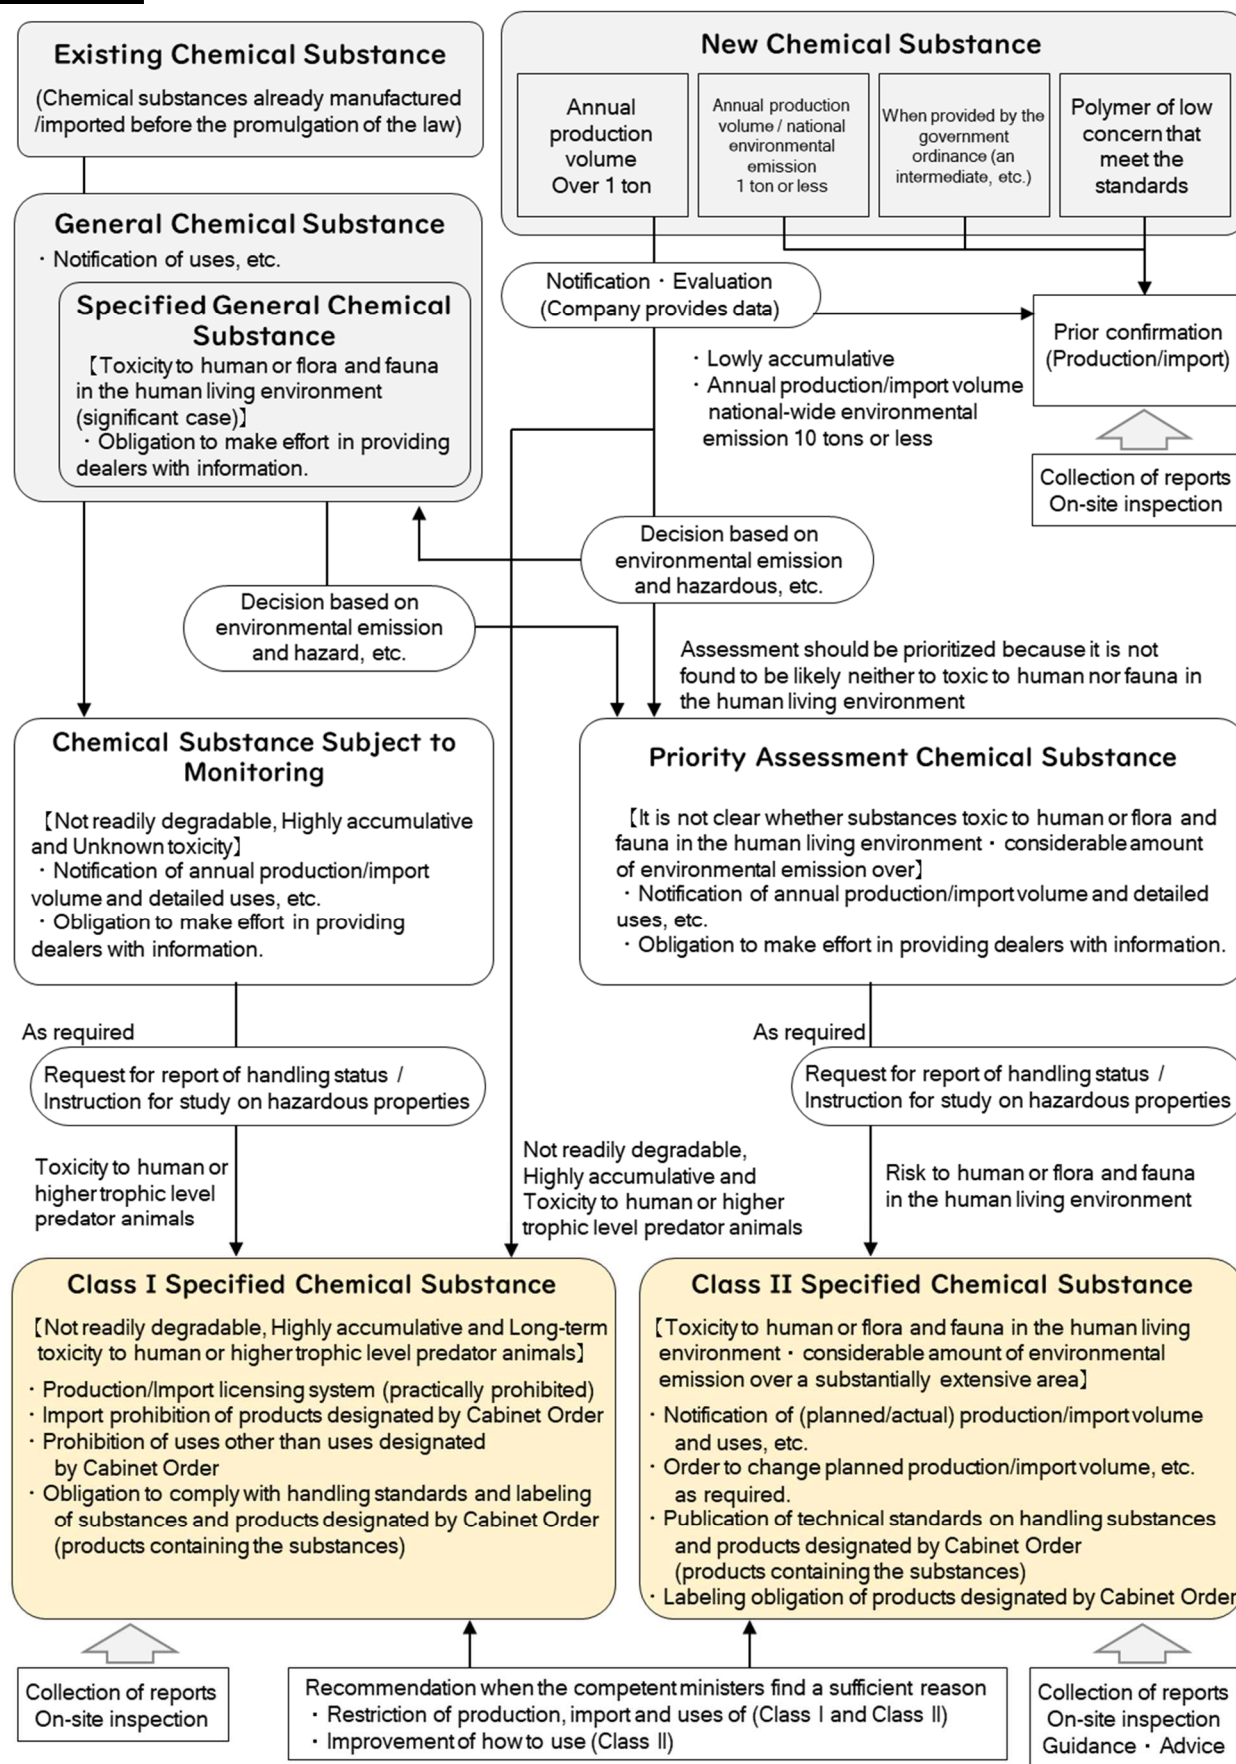 Existing Chemical Substance
(Chemical substances already manufactured
/imported before the promulgation of the law)
New Chemical Substance
Annual
production
volume
Over 1 ton
Annual production
volume / national
environmental
emission
1 ton or less
When provided by the
government
ordinance (an
intermediate, etc.)
Polymer of low
concern that
meet the
standards
General Chemical Substance
・Notification of uses, etc.
Specified General Chemical
Substance
【Toxicity to human or flora and fauna
in the human living environment
(significant case)】
・Obligation to make effort in providing
dealers with information.
Notification・Evaluation
(Company provides data)
Prior confirmation
(Production/import)
・Lowly accumulative
・Annual production/import volume
national-wide environmental
emission 10 tons or less
Collection of reports
On-site inspection
Decision based on
environmental emission
and hazardous, etc.
Decision based on
environmental emission
and hazard, etc.
Assessment should be prioritized because it is not
found to be likely neither to toxic to human nor fauna in
the human living environment
Chemical Substance Subject to
Monitoring
【Not readily degradable, Highly accumulative
and Unknown toxicity】
・Notification of annual production/import
volume and detailed uses, etc.
・Obligation to make effort in providing
dealers with information.
Priority Assessment Chemical Substance
【It is not clear whether substances toxic to human or flora and
fauna in the human living environment・considerable amount
of environmental emission over】
・Notification of annual production/import volume and detailed
uses, etc.
・Obligation to make effort in providing dealers with information.
As required
Request for report of handling status /
Instruction for study on hazardous properties
As required
Request for report of handling status /
Instruction for study on hazardous properties
Toxicity to human or
higher trophic level
predator animals
Not readily degradable,
Highly accumulative and
Toxicity to human or higher
trophic level predator animals
Risk to human or flora and fauna
in the human living environment
Class I Specified Chemical Substance
【Not readily degradable, Highly accumulative and Long-term
toxicity to human or higher trophic level predator animals】
・Production/Import licensing system (practically prohibited)
・Import prohibition of products designated by Cabinet Order
・Prohibition of uses other than uses designated
by Cabinet Order
・Obligation to comply with handling standards and labeling
of substances and products designated by Cabinet Order
(products containing the substances)
Class II Specified Chemical Substance
【Toxicity to human or flora and fauna in the human living
environment・considerable amount of environmental
emission over a substantially extensive area】
・Notification of (planned/actual) production/import volume
and uses, etc.
・Order to change planned production/import volume, etc.
as required.
・Publication of technical standards on handling substances
and products designated by Cabinet Order
(products containing the substances)
・Labeling obligation of products designated by Cabinet Order
Collection of reports
On-site inspection
Recommendation when the competent ministers find a sufficient reason
・Restriction of production, import and uses of (Class I and Class II)
・Improvement of how to use (Class II)
Collection of reports
On-site inspection
Guidance・Advice